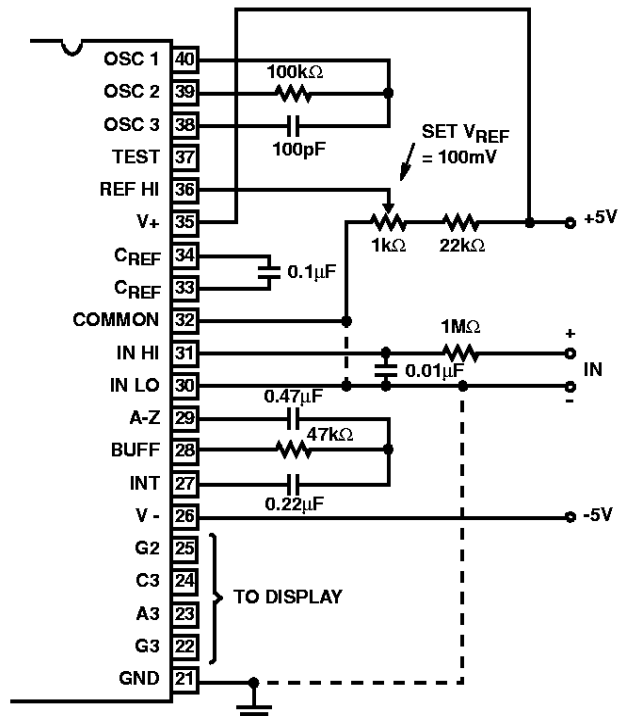 OSC 1 40
OSC 2 39
OSC 3 38
TEST 37
REF HI 36
V+ 35
CREF 34
CREF 33
COMMON 32
IN HI 31
IN LO 30
A-Z 29
BUFF 28
INT 27
V - 26
G2 25
C3 24
A3 23
G3 22
GND 21
100kΩ
100pF
SET VREF
= 100mV
1kΩ
22kΩ
+5V
0.1μF
1MΩ
+
0.01μF
IN
-
0.47μF
47kΩ
0.22μF
-5V
TO DISPLAY